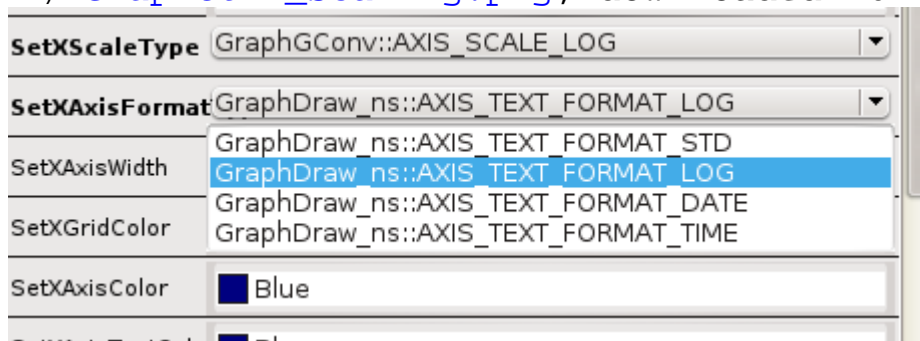 SetXScaleType GraphGConv::AXIS_SCALE_LOG
SetXAxisFormat GraphDraw_ns::AXIS_TEXT_FORMAT_LOG
GraphDraw_ns::AXIS_TEXT_FORMAT_STD
SetXAxisWidth GraphDraw_ns::AXIS_TEXT_FORMAT_LOG
GraphDraw_ns::AXIS_TEXT_FORMAT_DATE
SetXGridColor GraphDraw_ns::AXIS_TEXT_FORMAT_TIME
SetXAxisColor Blue